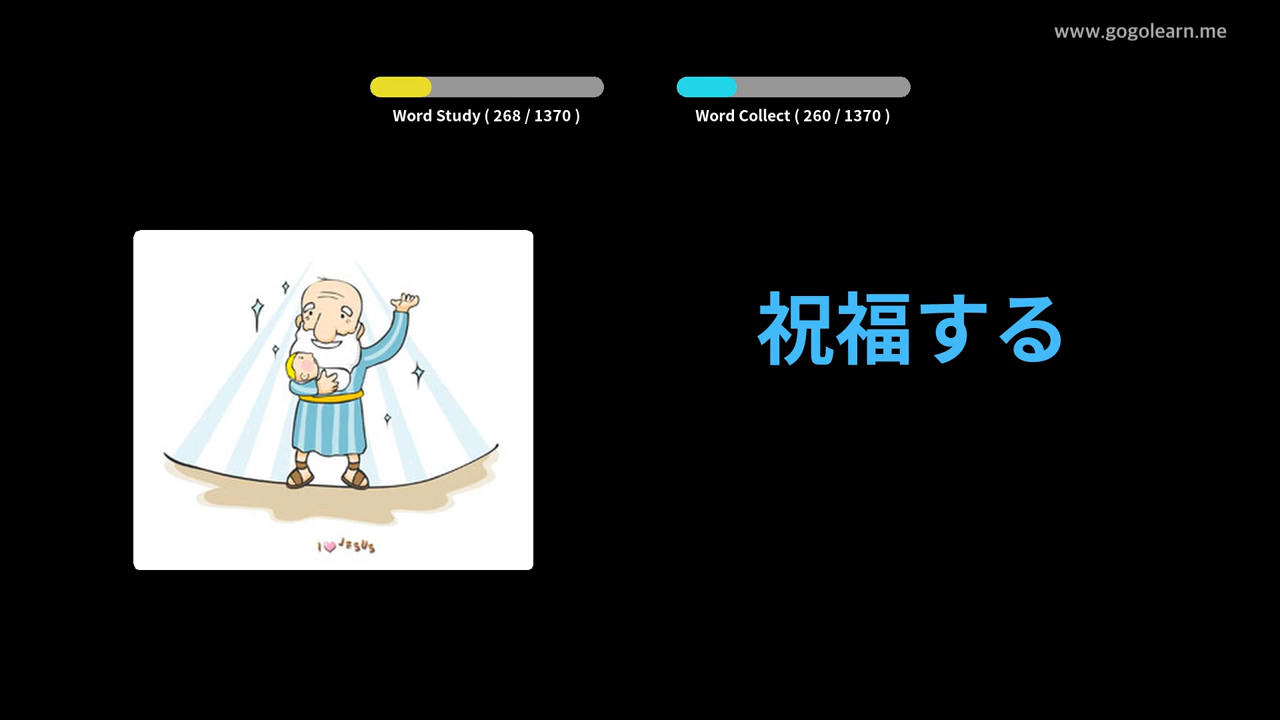 www.gogolearn.me
Word Study ( 268 / 1370 )
Word Collect ( 260 / 1370 )
祝福する
I JESUS